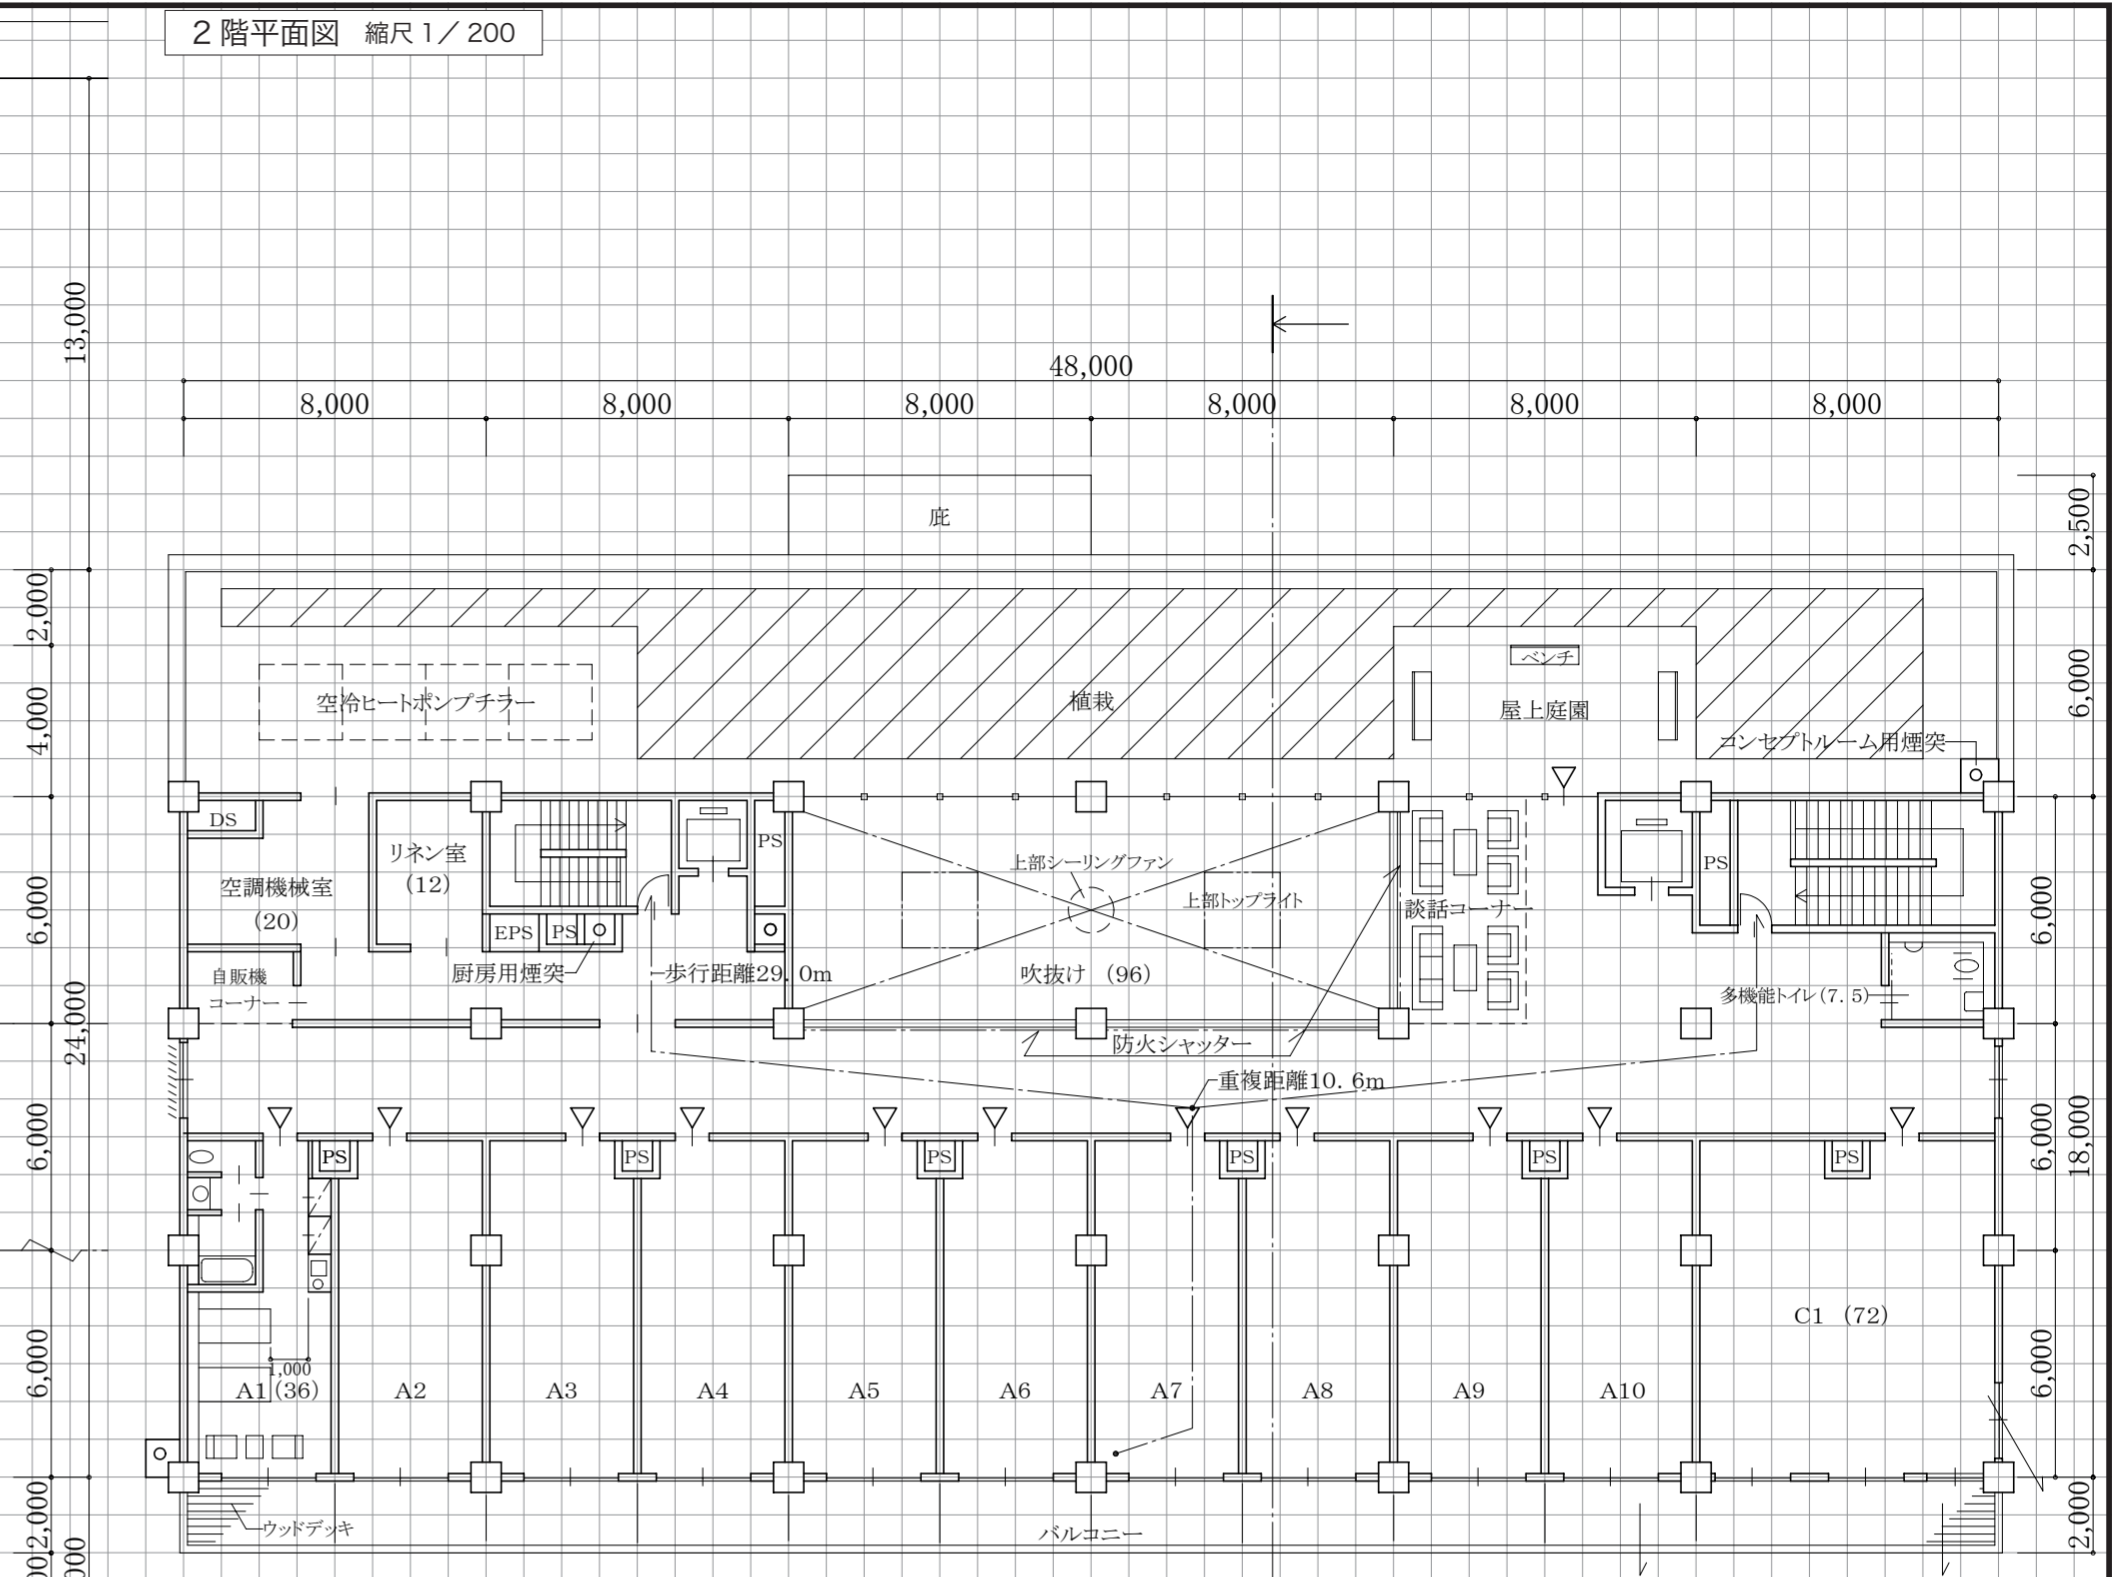 2階平面図 縮尺1／200
13,000
48,000
8,000 8,000 8,000 8,000 8,000 8,000
庇
2,500
2,000
6,000
4,000
空冷ヒートポンプチラー
植栽
ベンチ
屋上庭園
コンセプトルーム用煙突
DS
リネン室
(12)
空調機械室
(20)
PS
上部シーリングファン
上部トップライト
談話コーナー
PS
6,000
6,000
EPS
PS
自販機
コーナー
厨房用煙突
歩行距離29.0m
吹抜け (96)
多機能トイレ(7.5)
24,000
防火シャッター
重複距離10.6m
6,000
6,000
18,000
PS PS PS PS PS PS
C1 (72)
6,000
6,000
1,000
A1(36) A2 A3 A4 A5 A6 A7 A8 A9 A10
2,000
2,000
ウッドデッキ
バルコニー